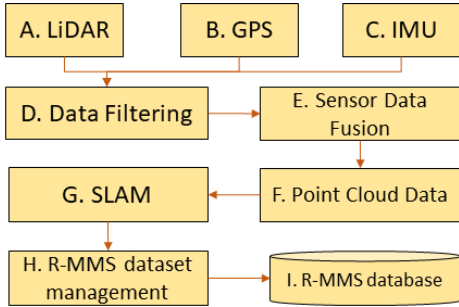 A. LiDAR
B. GPS
C. IMU
D. Data Filtering
E. Sensor Data
Fusion
F. Point Cloud Data
G. SLAM
H. R-MMS dataset
management
I. R-MMS database